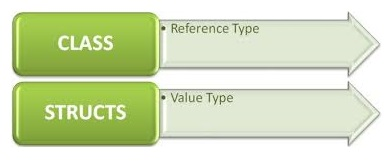 CLASS
• Reference Type
STRUCTS
• Value Type